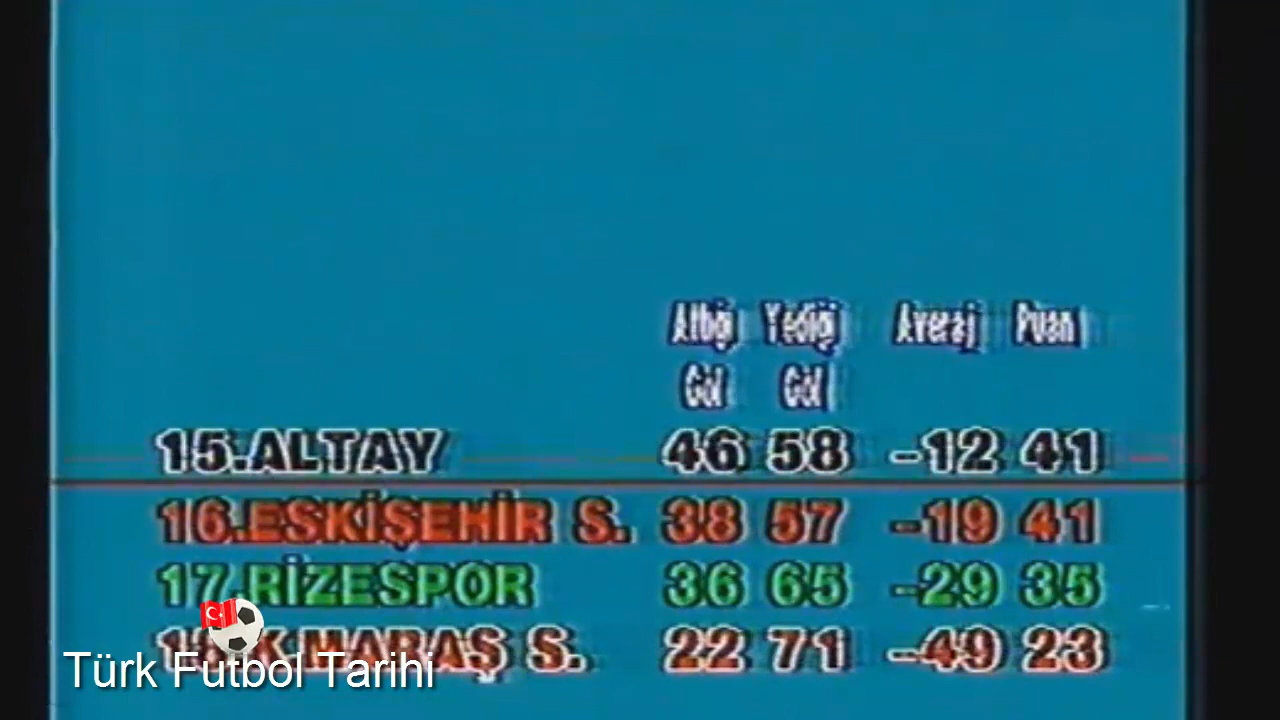 Attığı Yediği Averaj Puan
Gol Gol
15.ALTAY 46 58 -12 41
16.ESKİŞEHİR S. 38 57 -19 41
17.RİZESPOR 36 65 -29 35
18.K.MARAŞ S. 22 71 -49 23
Türk Futbol Tarihi